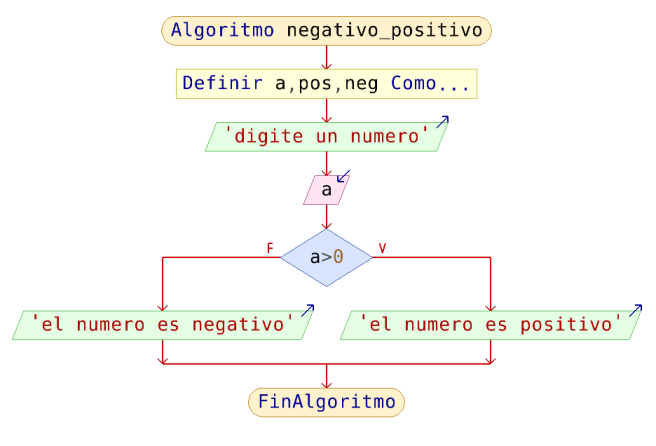 Algoritmo negativo_positivo
Definir a,pos,neg Como...
'digite un numero'
a
a>0
F
V
'el numero es negativo'
'el numero es positivo'
FinAlgoritmo